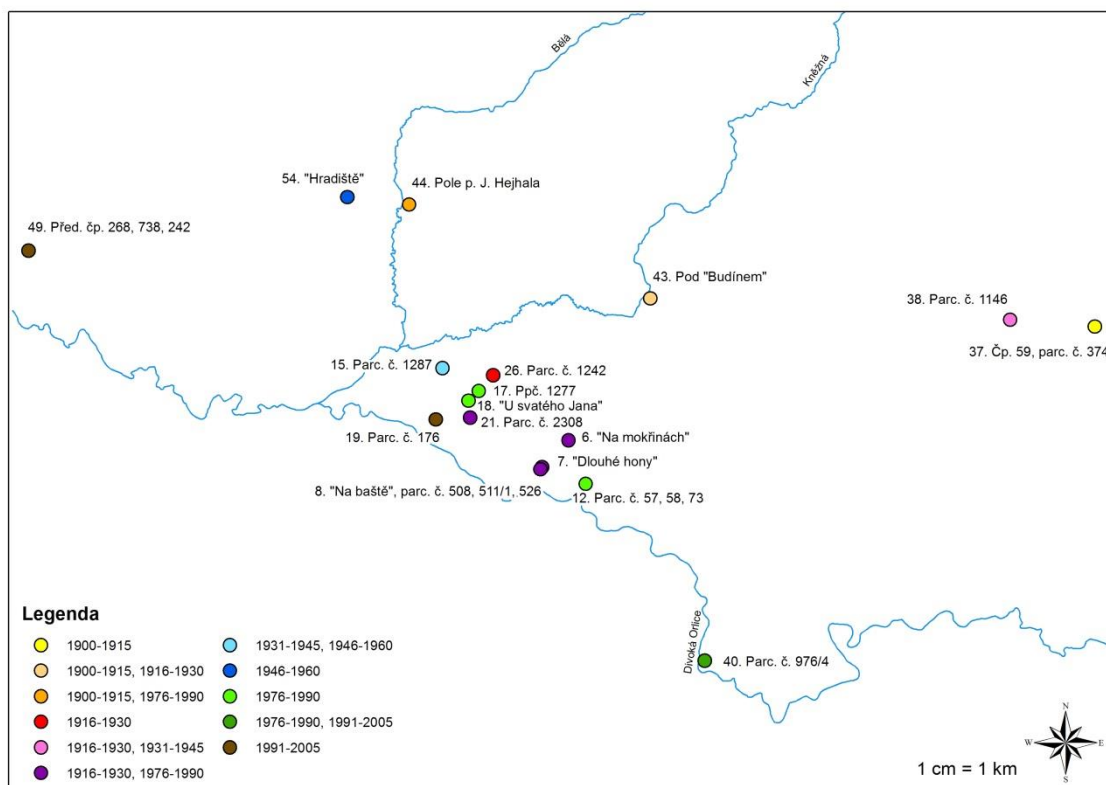 Bělá
Kněžná
54. "Hradiště"
44. Pole p. J. Hejhala
49. Před. čp. 268, 738, 242
43. Pod "Budínem"
38. Parc. č. 1146
37. Čp. 59, parc. č. 374
15. Parc. č. 1287
26. Parc. č. 1242
17. Ppč. 1277
18. "U svatého Jana"
21. Parc. č. 2308
19. Parc. č. 176
6. "Na mokřinách"
7. "Dlouhé hony"
8. "Na baště", parc. č. 508, 511/1, 526
12. Parc. č. 57, 58, 73
Divoká Orlice
40. Parc. č. 976/4
Legenda
1900-1915
1900-1915, 1916-1930
1900-1915, 1976-1990
1916-1930
1916-1930, 1931-1945
1916-1930, 1976-1990
1931-1945, 1946-1960
1946-1960
1976-1990
1976-1990, 1991-2005
1991-2005
N
W E
S
1 cm = 1 km